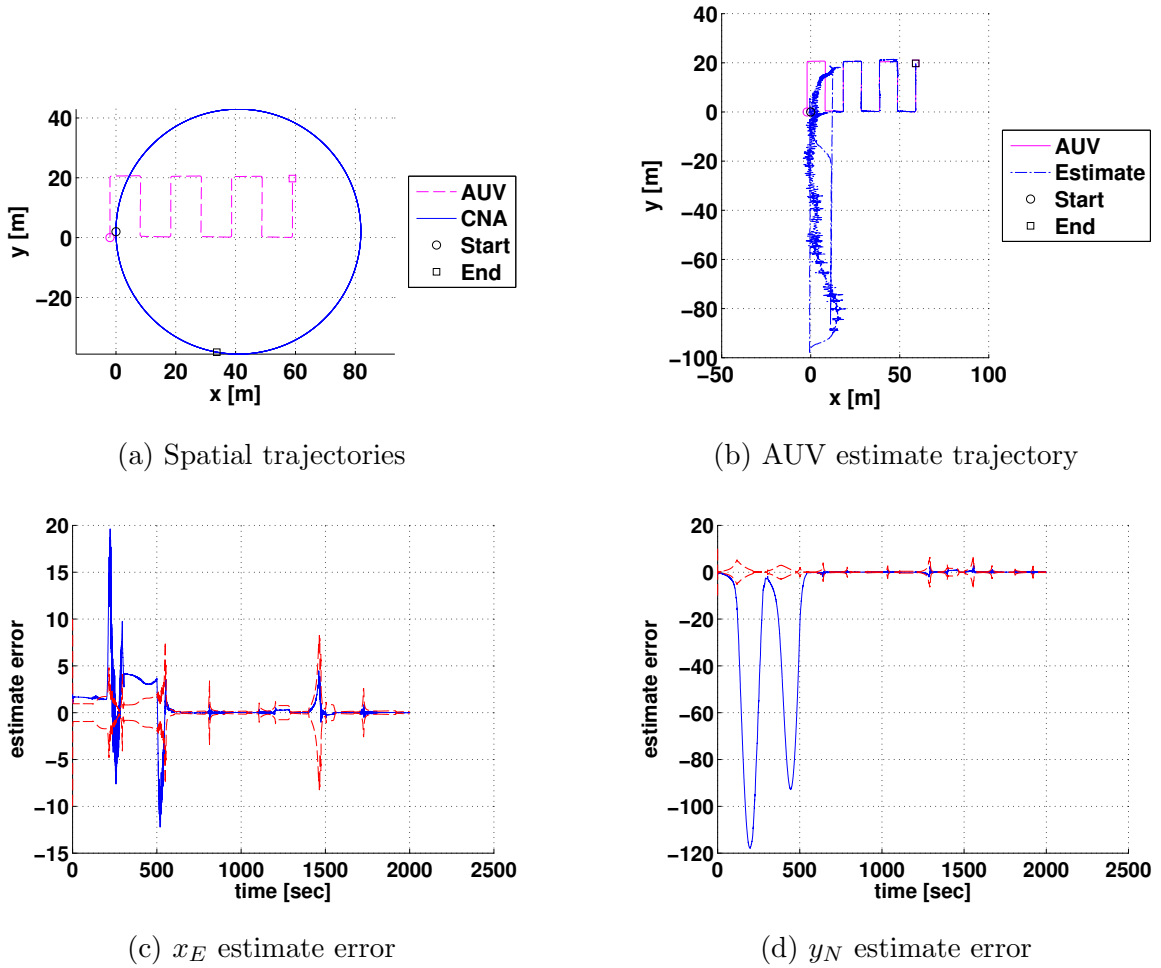 40
20
0
−20
y [m]
0 20 40 60 80
x [m]
AUV
CNA
Start
End
(a) Spatial trajectories
40
20
0
−20
−40
−60
−80
−100
y [m]
−50 0 50 100
x [m]
AUV
Estimate
Start
End
(b) AUV estimate trajectory
20
15
10
5
0
−5
−10
−15
estimate error
0 500 1000 1500 2000 2500
time [sec]
(c) x_E estimate error
20
0
−20
−40
−60
−80
−100
−120
estimate error
0 500 1000 1500 2000 2500
time [sec]
(d) y_N estimate error